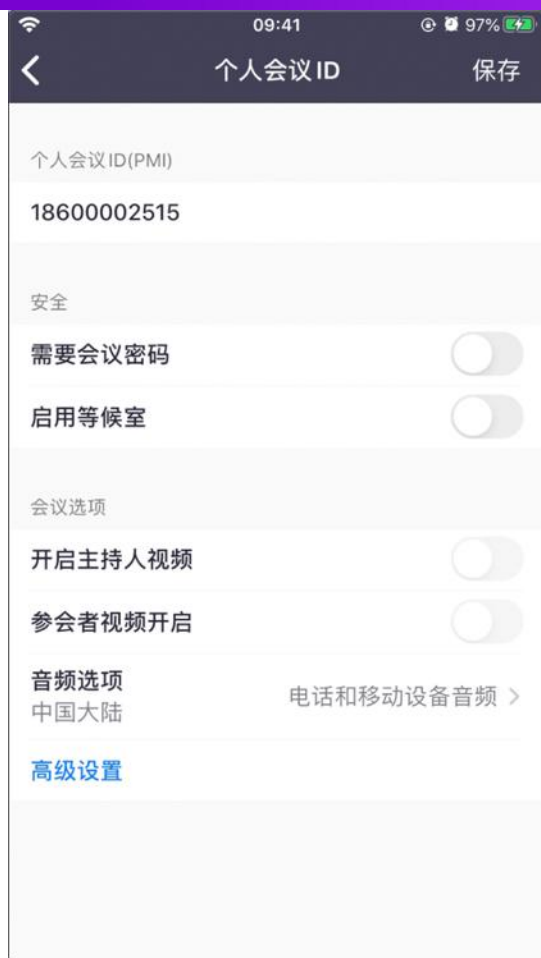 09:41
97%
个人会议ID
保存
个人会议ID(PMI)
18600002515
安全
需要会议密码
启用等候室
会议选项
开启主持人视频
参会者视频开启
音频选项
电话和移动设备音频
中国大陆
高级设置